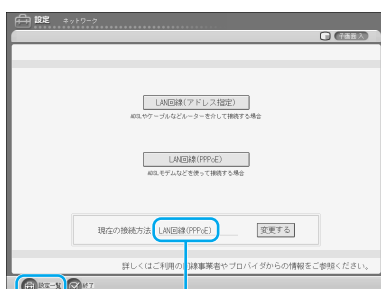 設定 ネットワーク
子画面 入
LAN回線(アドレス指定)
ADSLやケーブルなどルーターを介して接続する場合
LAN回線(PPPoE)
ADSLモデムなどを使って接続する場合
現在の接続方法 LAN回線(PPPoE) 変更する
詳しくはご利用の回線事業者やプロバイダからの情報をご参照ください。
設定一覧 終了